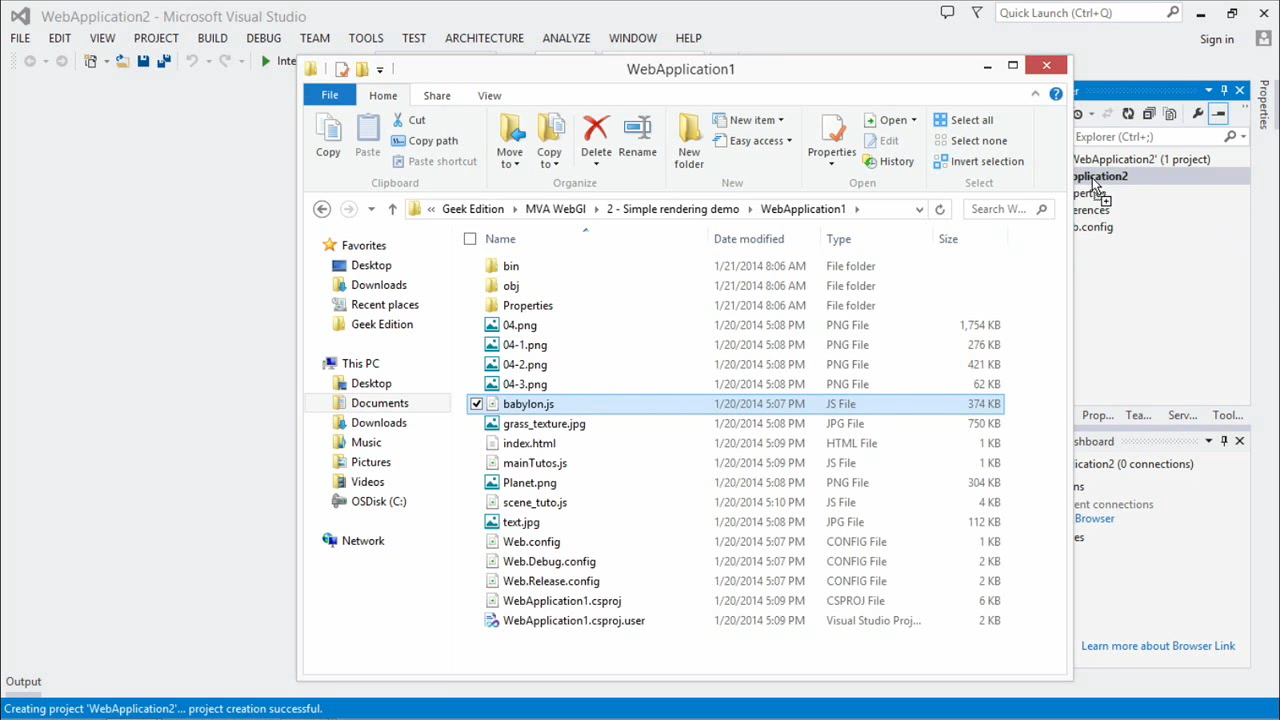 WebApplication2 - Microsoft Visual Studio
Quick Launch (Ctrl+Q)
FILE EDIT VIEW PROJECT BUILD DEBUG TEAM TOOLS TEST ARCHITECTURE ANALYZE WINDOW HELP
Sign in
Inte
WebApplication1
File Home Share View
Copy
Paste
Cut
Copy path
Paste shortcut
Clipboard
Move to
Copy to
Delete
Rename
Organize
New folder
New item
Easy access
New
Properties
Open
Edit
History
Open
Select all
Select none
Invert selection
Select
« Geek Edition MVA WebGl 2 - Simple rendering demo WebApplication1
Search W...
Favorites
Desktop
Downloads
Recent places
Geek Edition
This PC
Desktop
Documents
Downloads
Music
Pictures
Videos
OSDisk (C:)
Network
Name Date modified Type Size
bin 1/21/2014 8:06 AM File folder
obj 1/21/2014 8:06 AM File folder
Properties 1/21/2014 8:06 AM File folder
04.png 1/20/2014 5:08 PM PNG File 1,754 KB
04-1.png 1/20/2014 5:08 PM PNG File 276 KB
04-2.png 1/20/2014 5:08 PM PNG File 421 KB
04-3.png 1/20/2014 5:08 PM PNG File 62 KB
babylon.js 1/20/2014 5:07 PM JS File 374 KB
grass_texture.jpg 1/20/2014 5:08 PM JPG File 750 KB
index.html 1/20/2014 5:09 PM HTML File 1 KB
mainTutos.js 1/20/2014 5:09 PM JS File 1 KB
Planet.png 1/20/2014 5:08 PM PNG File 304 KB
scene_tuto.js 1/20/2014 5:10 PM JS File 4 KB
text.jpg 1/20/2014 5:08 PM JPG File 112 KB
Web.config 1/20/2014 5:07 PM CONFIG File 1 KB
Web.Debug.config 1/20/2014 5:07 PM CONFIG File 2 KB
Web.Release.config 1/20/2014 5:07 PM CONFIG File 2 KB
WebApplication1.csproj 1/20/2014 5:09 PM CSPROJ File 6 KB
WebApplication1.csproj.user 1/20/2014 5:09 PM Visual Studio Proj... 2 KB
er
Explorer (Ctrl+;)
WebApplication2' (1 project)
pplication2
perties
erences
b.config
Properties
Prop... Tea... Serv... Tool...
shboard
ication2 (0 connections)
ns
ent connections
Browser
es
Learn more about Browser Link
Output
Creating project 'WebApplication2'... project creation successful.